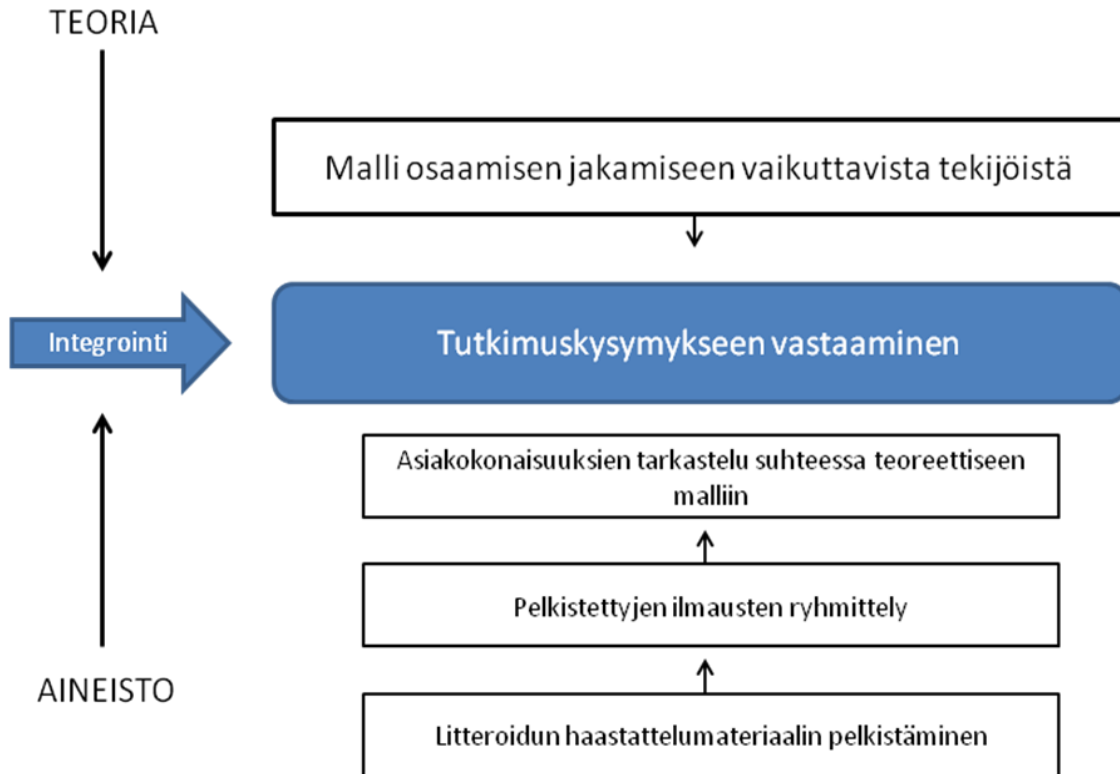 TEORIA
Malli osaamisen jakamiseen vaikuttavista tekijöistä
Integrointi
Tutkimuskysymykseen vastaaminen
Asiakokonaisuuksien tarkastelu suhteessa teoreettiseen
malliin
Pelkistettyjen ilmausten ryhmittely
AINEISTO
Litteroidun haastattelumateriaalin pelkistäminen